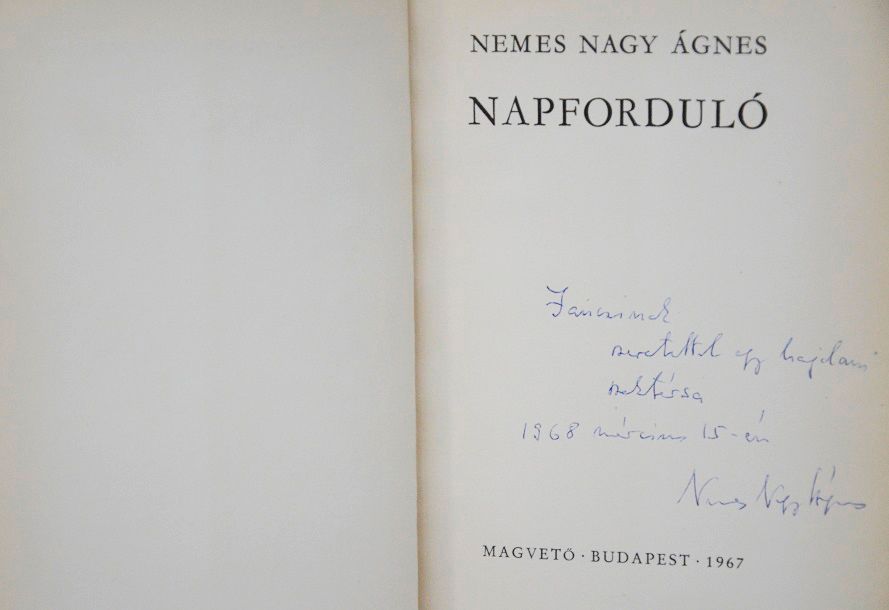 NEMES NAGY ÁGNES
NAPFORDULÓ
Jancsinak
szeretettel egy hajdani
1968 március 15-én
Nemes Nagy Ágnes
MAGVETŐ · BUDAPEST · 1967